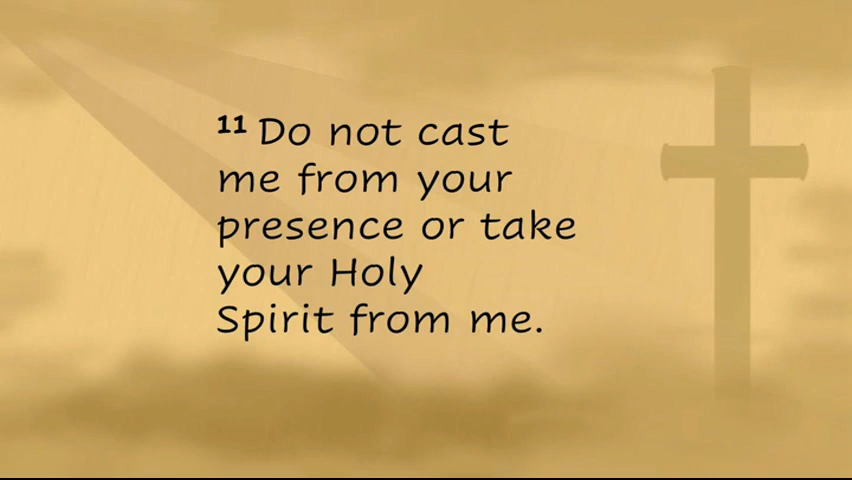 11 Do not cast
me from your
presence or take
your Holy
Spirit from me.